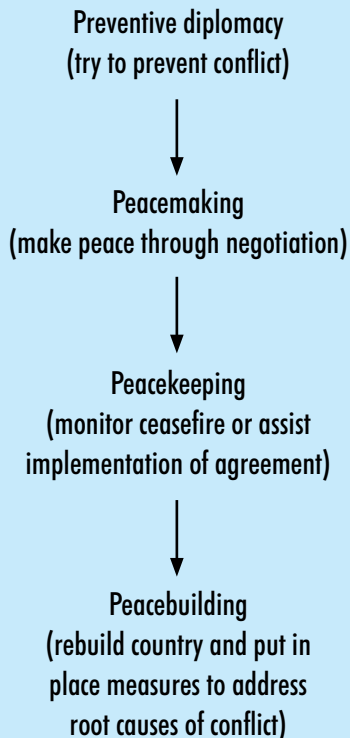 Preventive diplomacy
(try to prevent conflict)
Peacemaking
(make peace through negotiation)
Peacekeeping
(monitor ceasefire or assist
implementation of agreement)
Peacebuilding
(rebuild country and put in
place measures to address
root causes of conflict)